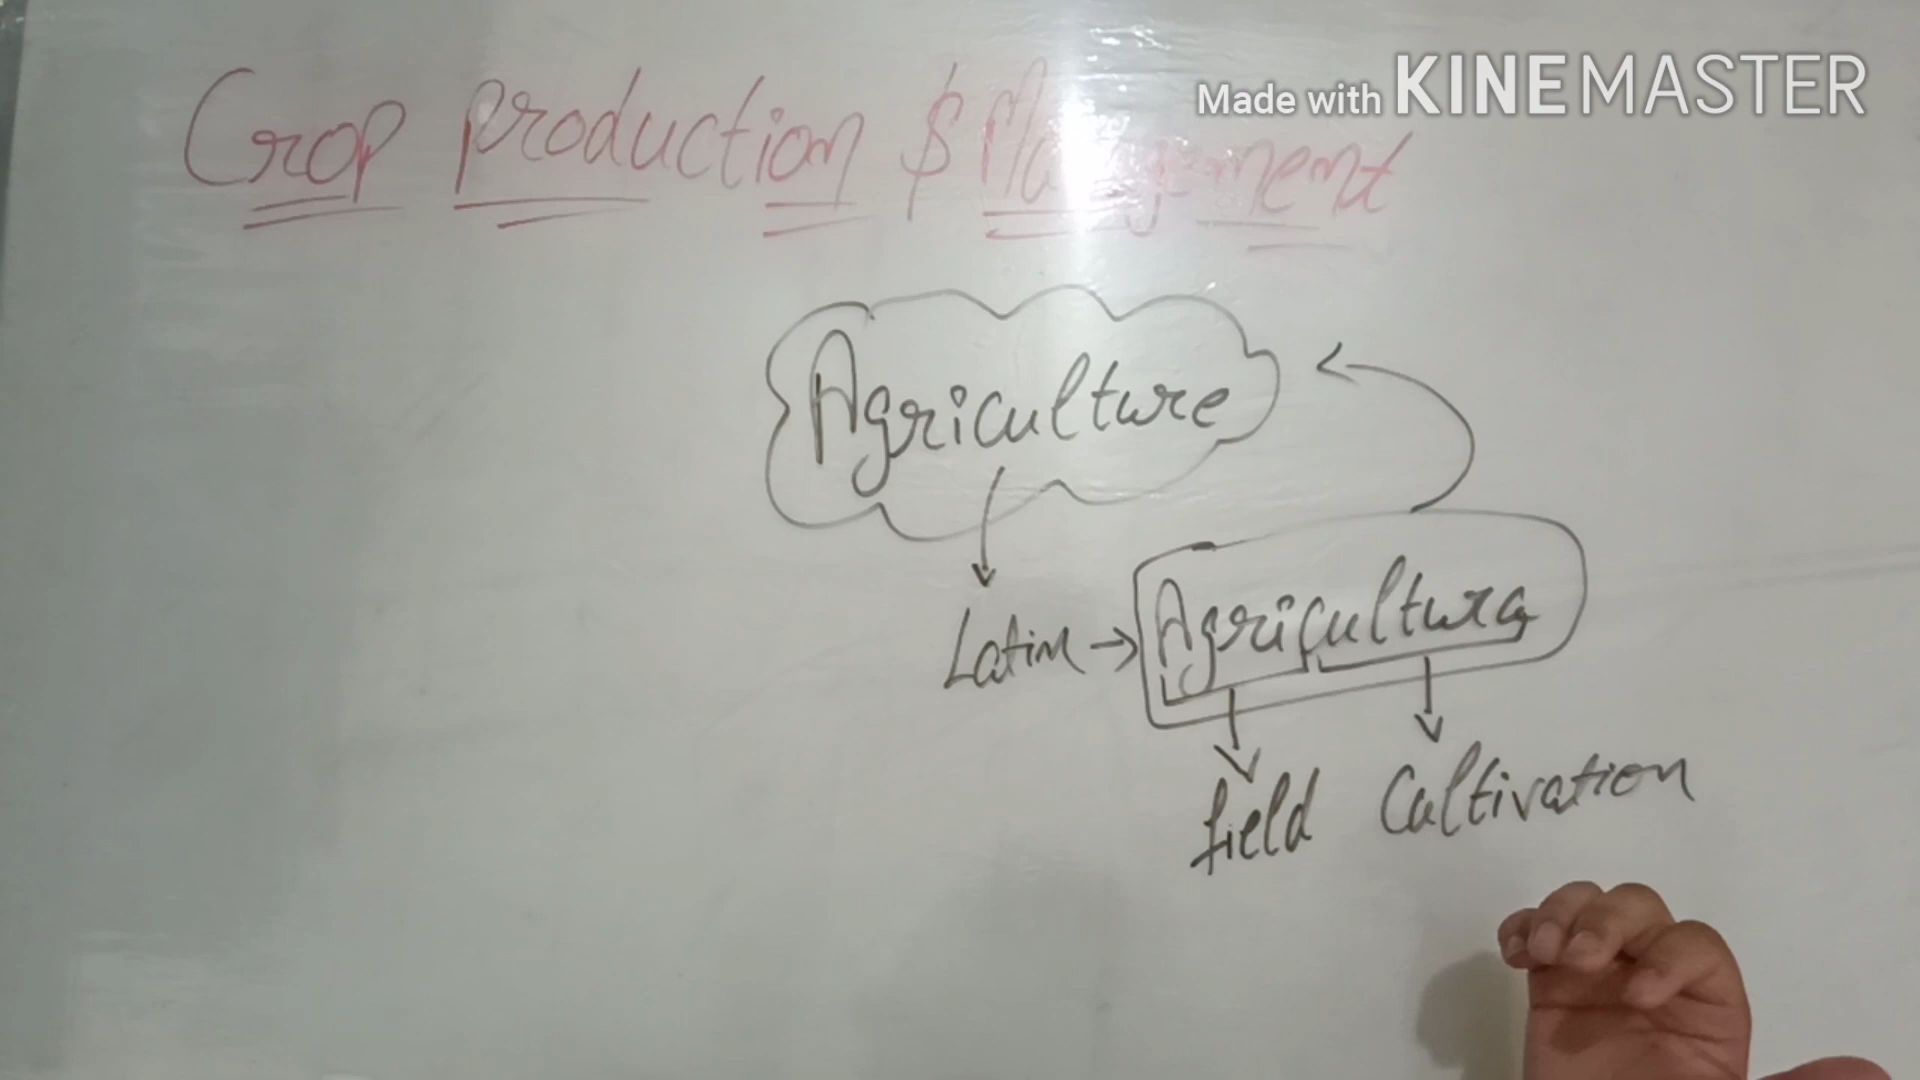 Made with KINEMASTER
Crop production $ Management
Agriculture
Latin → Agricultura
field Cultivation